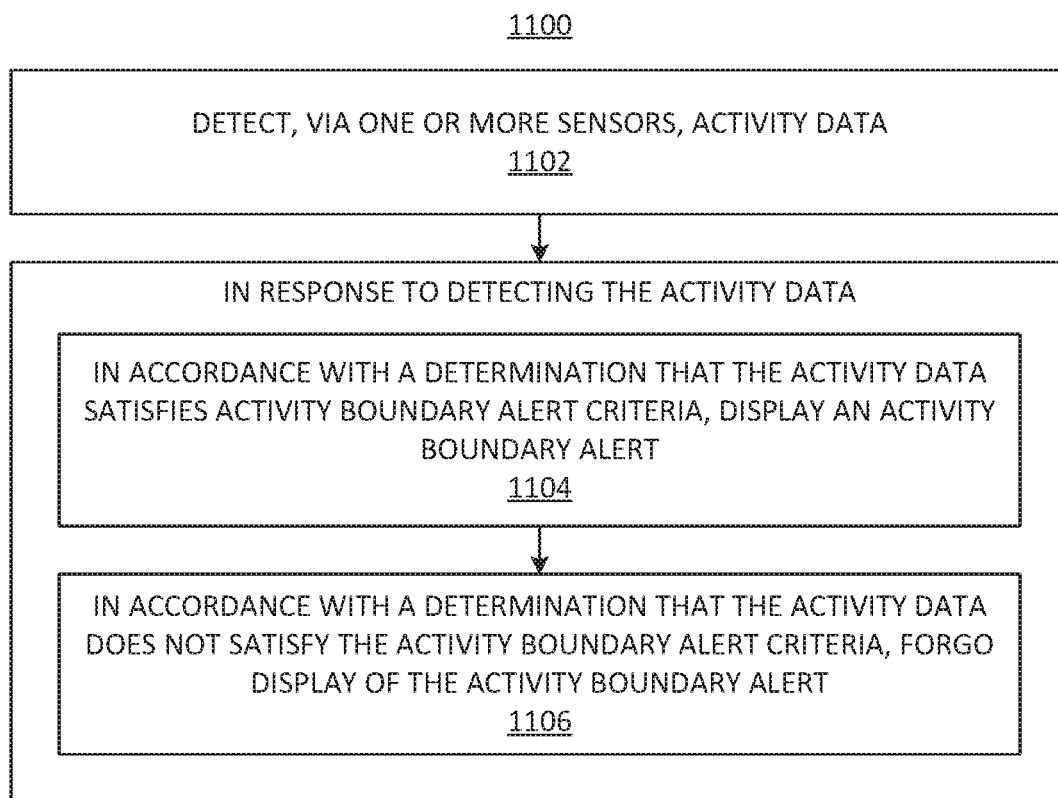 1100
DETECT, VIA ONE OR MORE SENSORS, ACTIVITY DATA
1102
IN RESPONSE TO DETECTING THE ACTIVITY DATA
IN ACCORDANCE WITH A DETERMINATION THAT THE ACTIVITY DATA
SATISFIES ACTIVITY BOUNDARY ALERT CRITERIA, DISPLAY AN ACTIVITY
BOUNDARY ALERT
1104
IN ACCORDANCE WITH A DETERMINATION THAT THE ACTIVITY DATA
DOES NOT SATISFY THE ACTIVITY BOUNDARY ALERT CRITERIA, FORGO
DISPLAY OF THE ACTIVITY BOUNDARY ALERT
1106